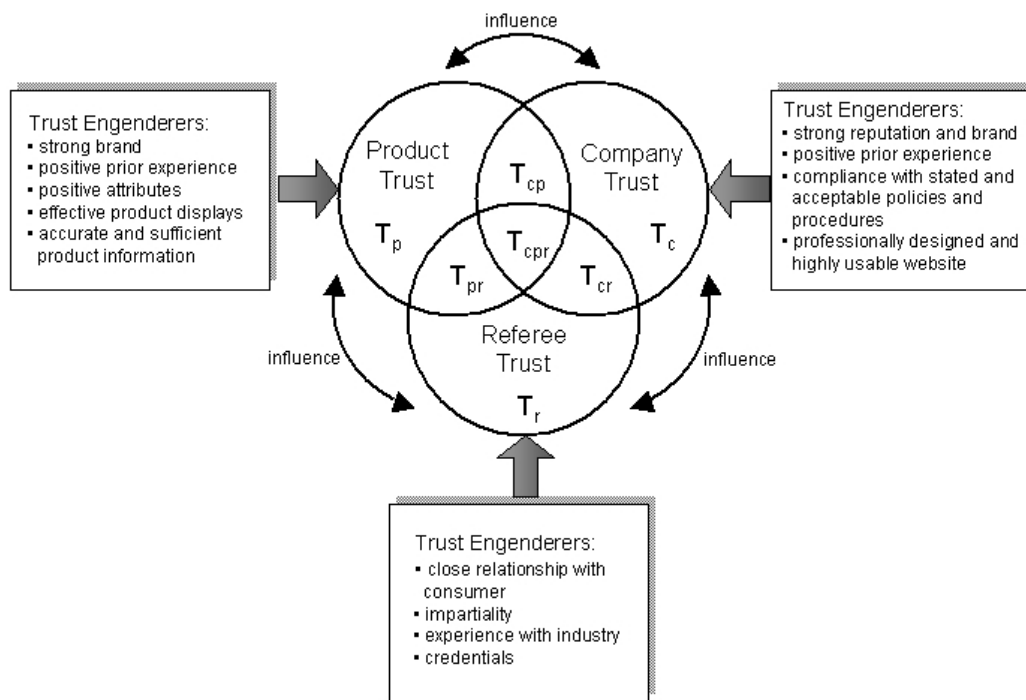 influence
Trust Engenderers:
▪ strong brand
▪ positive prior experience
▪ positive attributes
▪ effective product displays
▪ accurate and sufficient
product information
Product
Trust
Tp
Tcp
Company
Trust
Tc
Tcpr
Tpr
Tcr
Trust Engenderers:
▪ strong reputation and brand
▪ positive prior experience
▪ compliance with stated and
acceptable policies and
procedures
▪ professionally designed and
highly usable website
influence
Referee
Trust
Tr
influence
Trust Engenderers:
▪ close relationship with
consumer
▪ impartiality
▪ experience with industry
▪ credentials